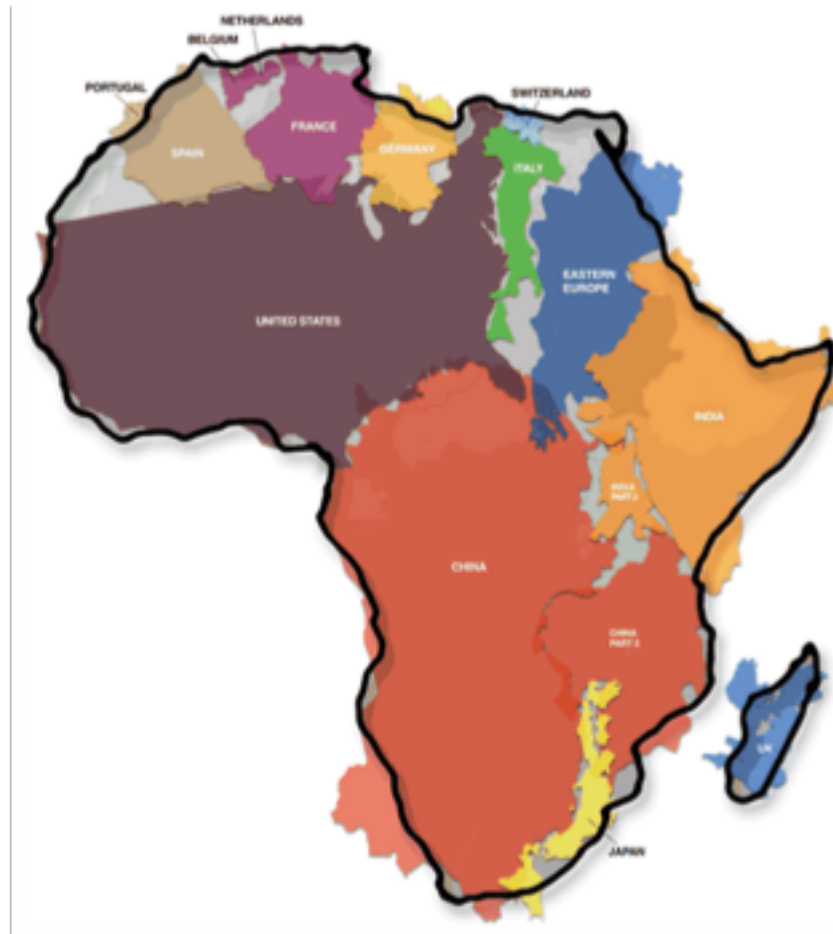 NETHERLANDS
BELGIUM
PORTUGAL
SWITZERLAND
FRANCE
SPAIN
GERMANY
ITALY
EASTERN
EUROPE
UNITED STATES
INDIA
INDIA
PART 2
CHINA
CHINA
PART 2
UK
JAPAN